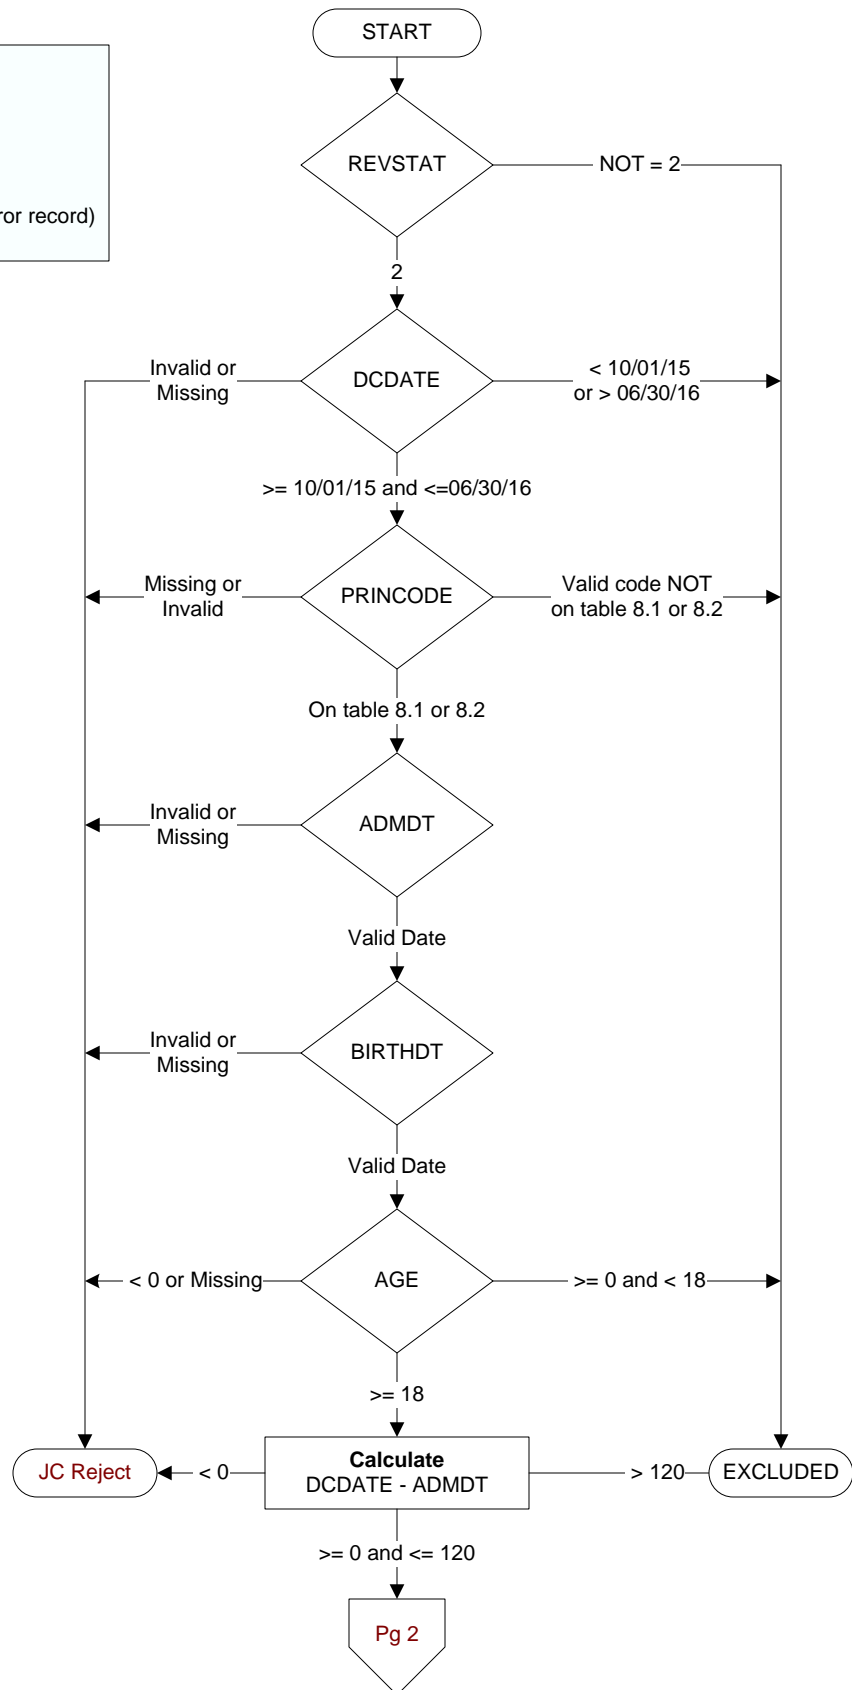 START
REVSTAT
NOT = 2
ror record)
2
Invalid or
Missing
DCDATE
< 10/01/15
or > 06/30/16
>= 10/01/15 and <=06/30/16
Missing or
Invalid
PRINCODE
Valid code NOT
on table 8.1 or 8.2
On table 8.1 or 8.2
Invalid or
Missing
ADMDT
Valid Date
Invalid or
Missing
BIRTHDT
Valid Date
< 0 or Missing
AGE
>= 0 and < 18
>= 18
JC Reject
< 0
Calculate
DCDATE - ADMDT
> 120
EXCLUDED
>= 0 and <= 120
Pg 2